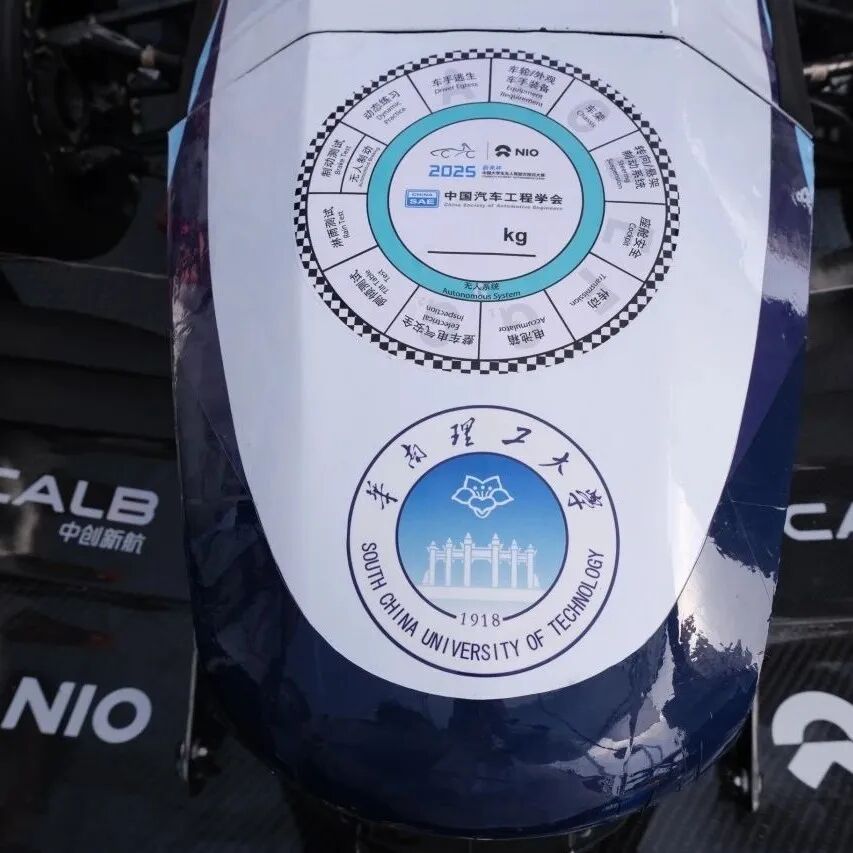 车手逃生
Driver Egress
车轮/外观
车手装备
Equipment
Requirement
车架
Chassis
转向/悬架
制动系统
Steering
Suspension
座舱安全
Cockpit
传动
Transmission
电池箱
Accumulator
整车电气安全
Eelectrical
Inspection
侧倾测试
Tilt Table
Test
淋雨测试
Rain Test
制动测试
Brake Test
无人制动
动态练习
Dynamic
Practice
NIO
2025
CHINA
SAE
中国汽车工程学会
China Society of Automotive Engineers
kg
无人系统
Autonomous System
华南理工大学
1918
SOUTH CHINA UNIVERSITY OF TECHNOLOGY
CALB
中创新航
NIO
C